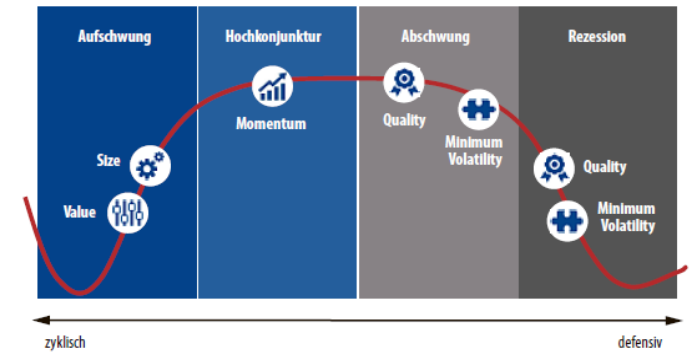 Aufschwung
Hochkonjunktur
Abschwung
Rezession
Momentum
Quality
Minimum
Volatility
Size
Value
Quality
Minimum
Volatility
zyklisch
defensiv